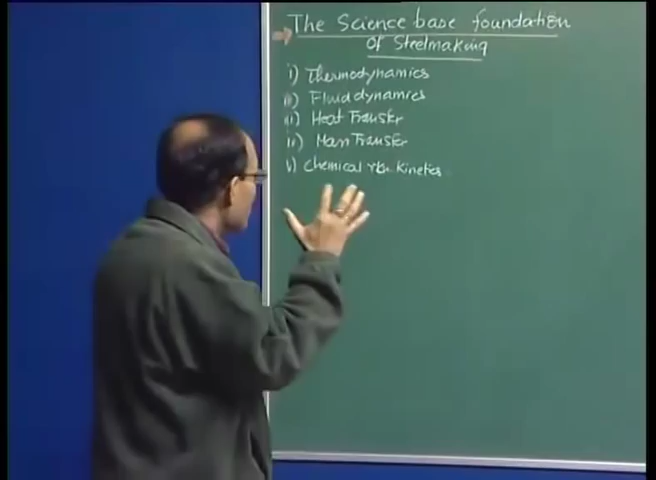 The Science base foundation
of Steelmaking
i) Thermodynamics
ii) Fluid dynamics
iii) Heat Transfer
iv) Mass Transfer
v) Chemical rxn Kinetics